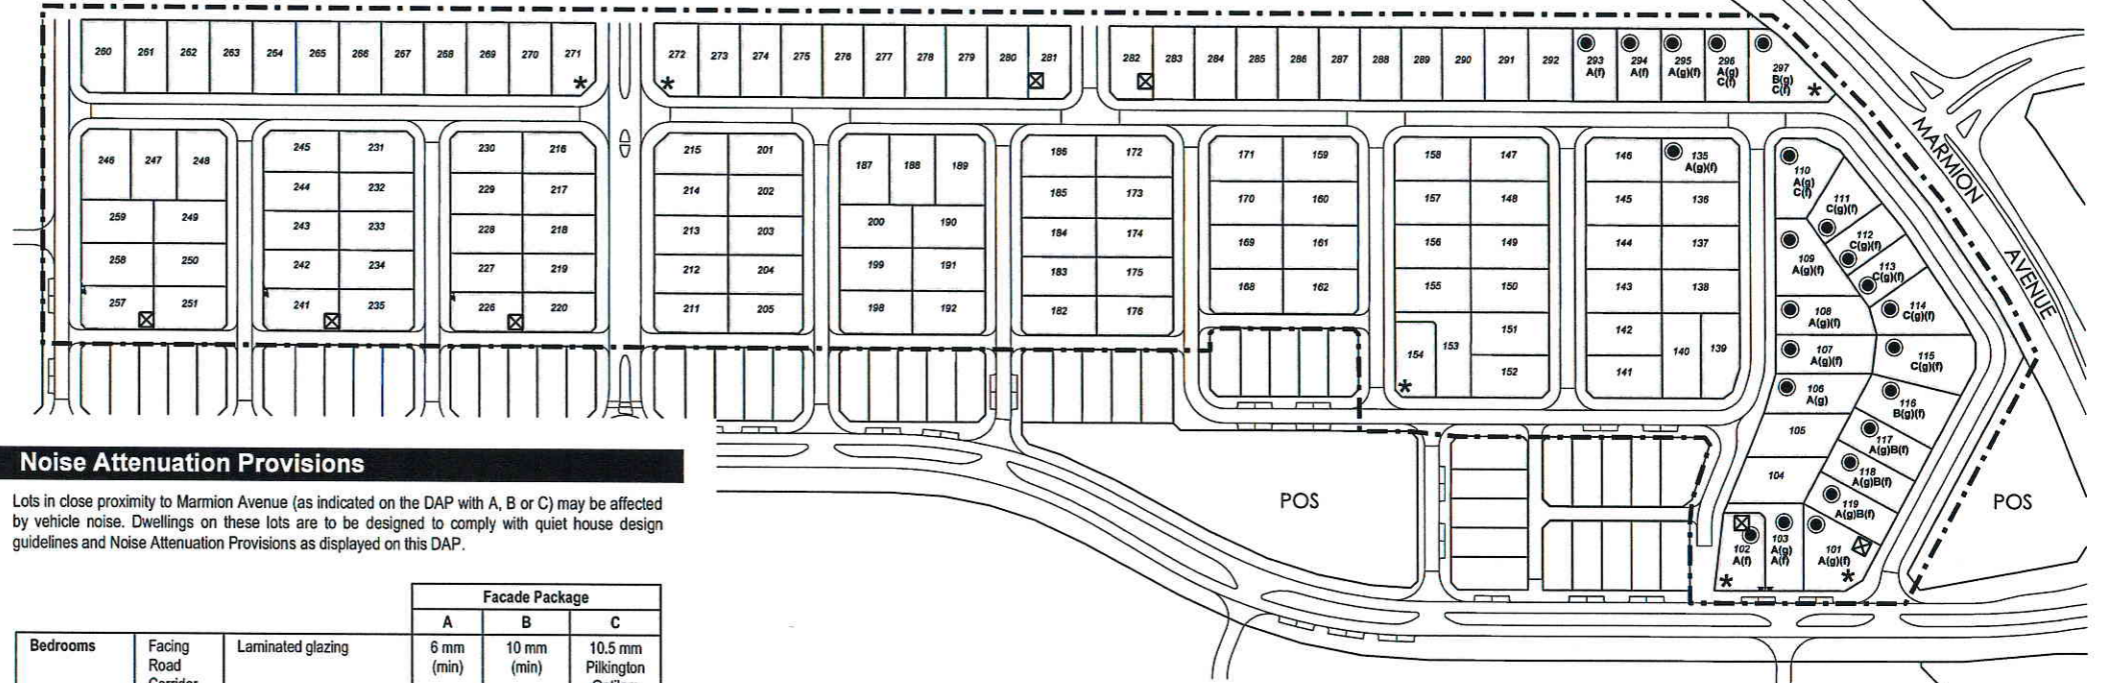 260 261 262 263 264 265 266 267 268 269 270 271 272 273 274 275 276 277 278 279 280 281 282 283 284 285 286 287 288 289 290 291 292 293 294 295 296 297
A(f) A(f) A(g)(f) A(g) B(g)
C(f) C(f)
MARMION AVENUE
246 247 248
259 249
258 250
257 251
245 231
244 232
243 233
242 234
241 235
230 216
229 217
228 218
227 219
226 220
215 201
214 202
213 203
212 204
211 205
187 188 189
200 190
199 191
198 192
186 172
185 173
184 174
183 175
182 176
171 159
170 160
169 161
168 162
158 147
157 148
156 149
155 150
154 153 151
152
146 135
A(g)(f)
145 136
144 137
143 138
142 140 139
141
110
A(g)
C(f)
111
C(g)(f)
112
C(g)(f)
113
C(g)(f)
109
A(g)(f)
114
C(g)(f)
108
A(g)(f)
107
A(g)(f)
115
C(g)(f)
106
A(g)
116
B(g)(f)
105
117
A(g)B(f)
104
118
A(g)B(f)
119
A(g)B(f)
102
A(f)
103
A(g)
A(f)
101
A(g)(f)
POS
POS
Noise Attenuation Provisions
Lots in close proximity to Marmion Avenue (as indicated on the DAP with A, B or C) may be affected
by vehicle noise. Dwellings on these lots are to be designed to comply with quiet house design
guidelines and Noise Attenuation Provisions as displayed on this DAP.
Facade Package
A B C
Bedrooms Facing Laminated glazing 6 mm 10 mm 10.5 mm
Road (min) (min) Pilkington